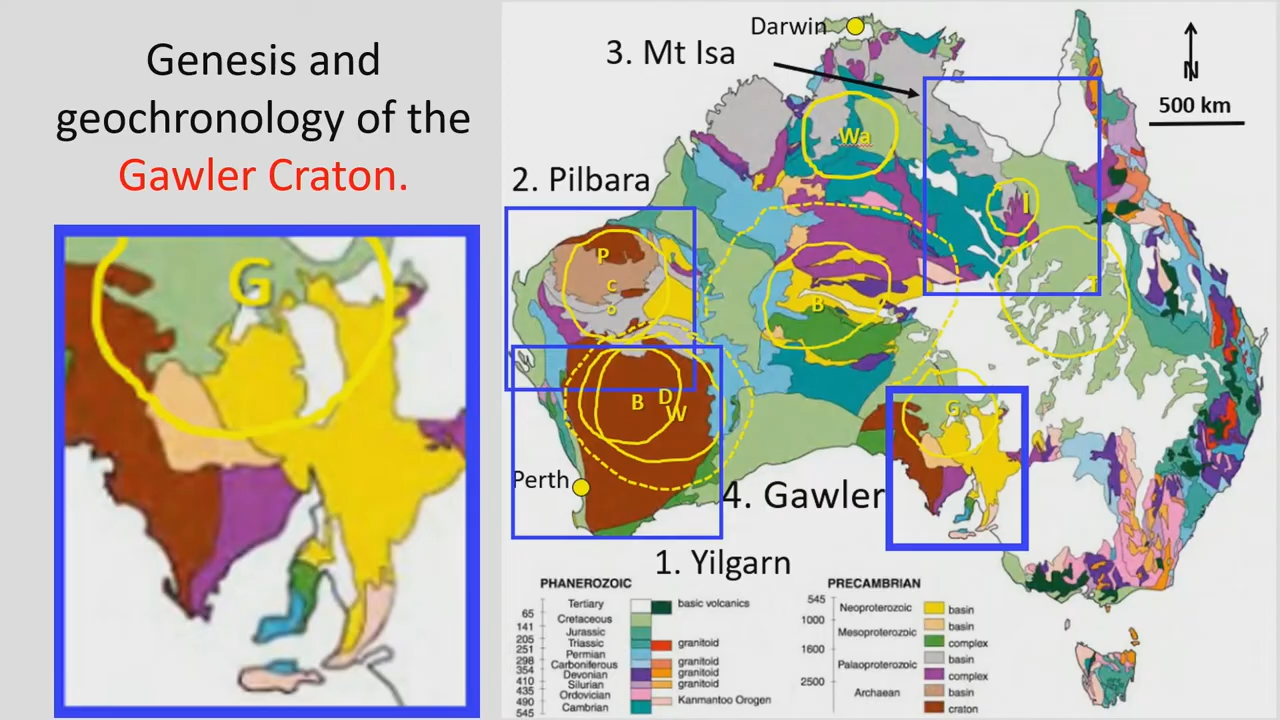 Genesis and
geochronology of the
Gawler Craton.
G
Darwin
3. Mt Isa
N
500 km
Wa
2. Pilbara
i
P
C
B
T
B
D
W
G
Perth
4. Gawler
1. Yilgarn
PHANEROZOIC
Tertiary
basic volcanics
65
Cretaceous
141
Jurassic
205
Triassic
granitoid
251
Permian
298
Carboniferous
granitoid
354
Devonian
granitoid
410
Silurian
granitoid
435
Ordovician
490
Kanmantoo Orogen
545
Cambrian
PRECAMBRIAN
545
Neoproterozoic
basin
1000
basin
Mesoproterozoic
complex
1600
basin
Palaoproterozoic
complex
2500
Archaean
basin
craton